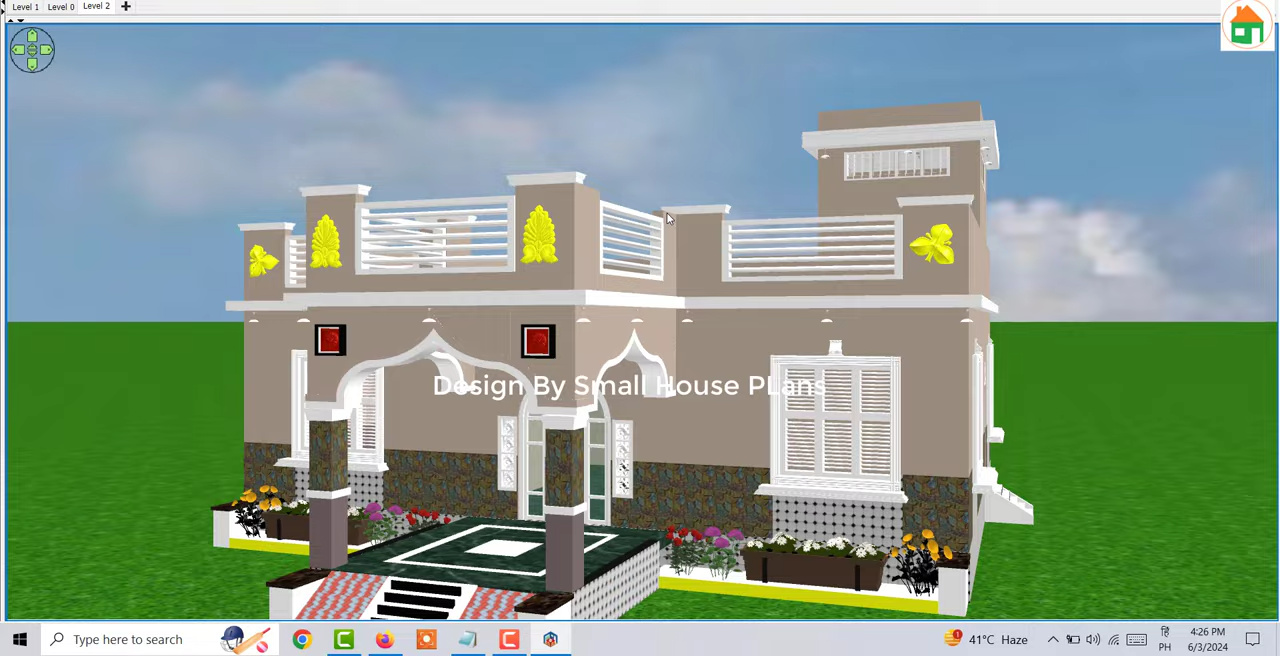 Level 1 Level 0 Level 2
Design By Small House PLans
Type here to search
41°C Haze
हि
PH
4:26 PM
6/3/2024